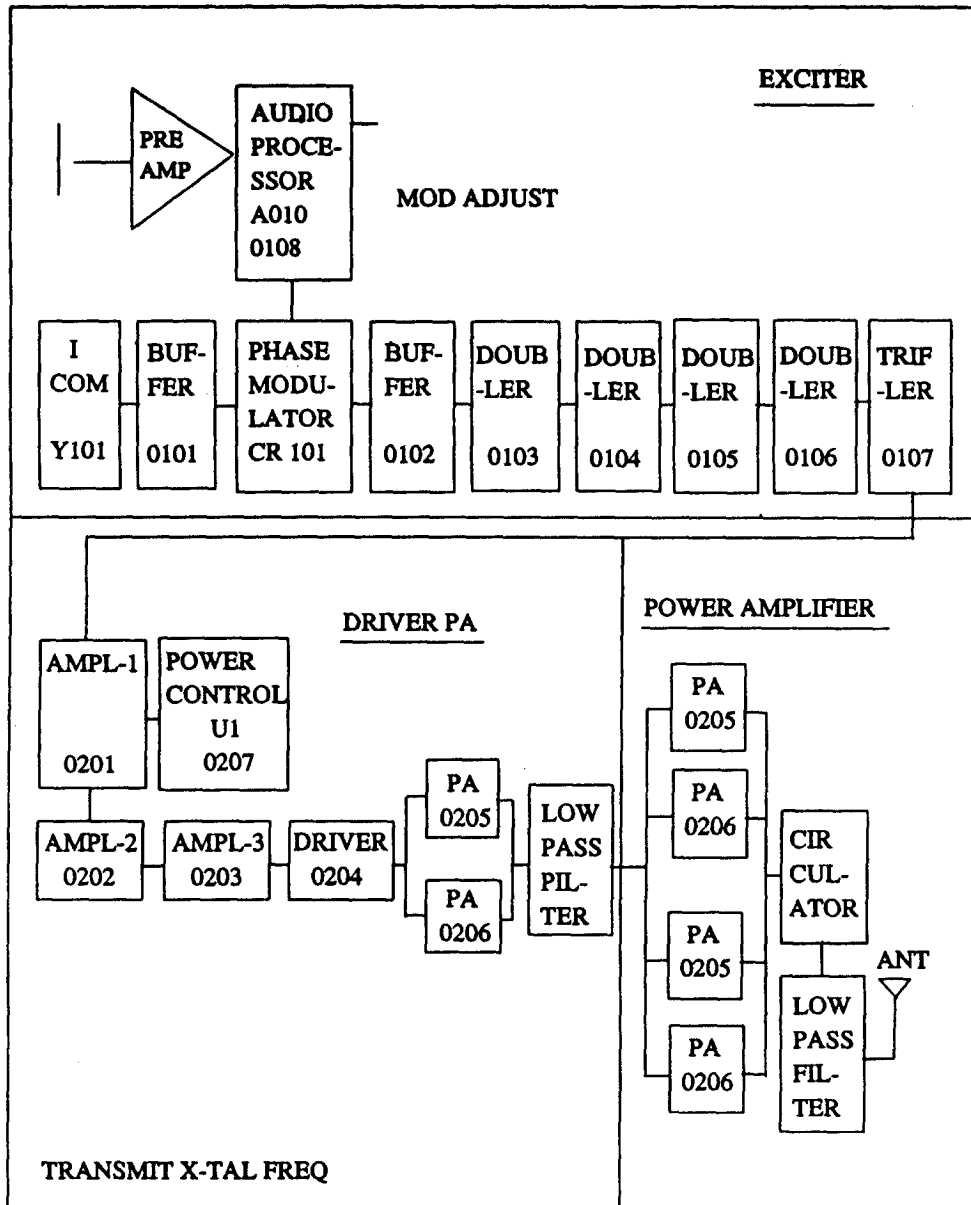 EXCITER
PRE
AMP
AUDIO
PROCE-
SSOR
A010
0108
MOD ADJUST
I
COM
Y101
BUF-
FER
0101
PHASE
MODU-
LATOR
CR 101
BUF-
FER
0102
DOUB
-LER
0103
DOUB
-LER
0104
DOUB
-LER
0105
DOUB
-LER
0106
TRIF
-LER
0107
DRIVER PA
AMPL-1
0201
POWER
CONTROL
U1
0207
AMPL-2
0202
AMPL-3
0203
DRIVER
0204
PA
0205
PA
0206
LOW
PASS
PIL-
TER
POWER AMPLIFIER
PA
0205
PA
0206
PA
0205
PA
0206
CIR
CUL-
ATOR
ANT
LOW
PASS
FIL-
TER
TRANSMIT X-TAL FREQ